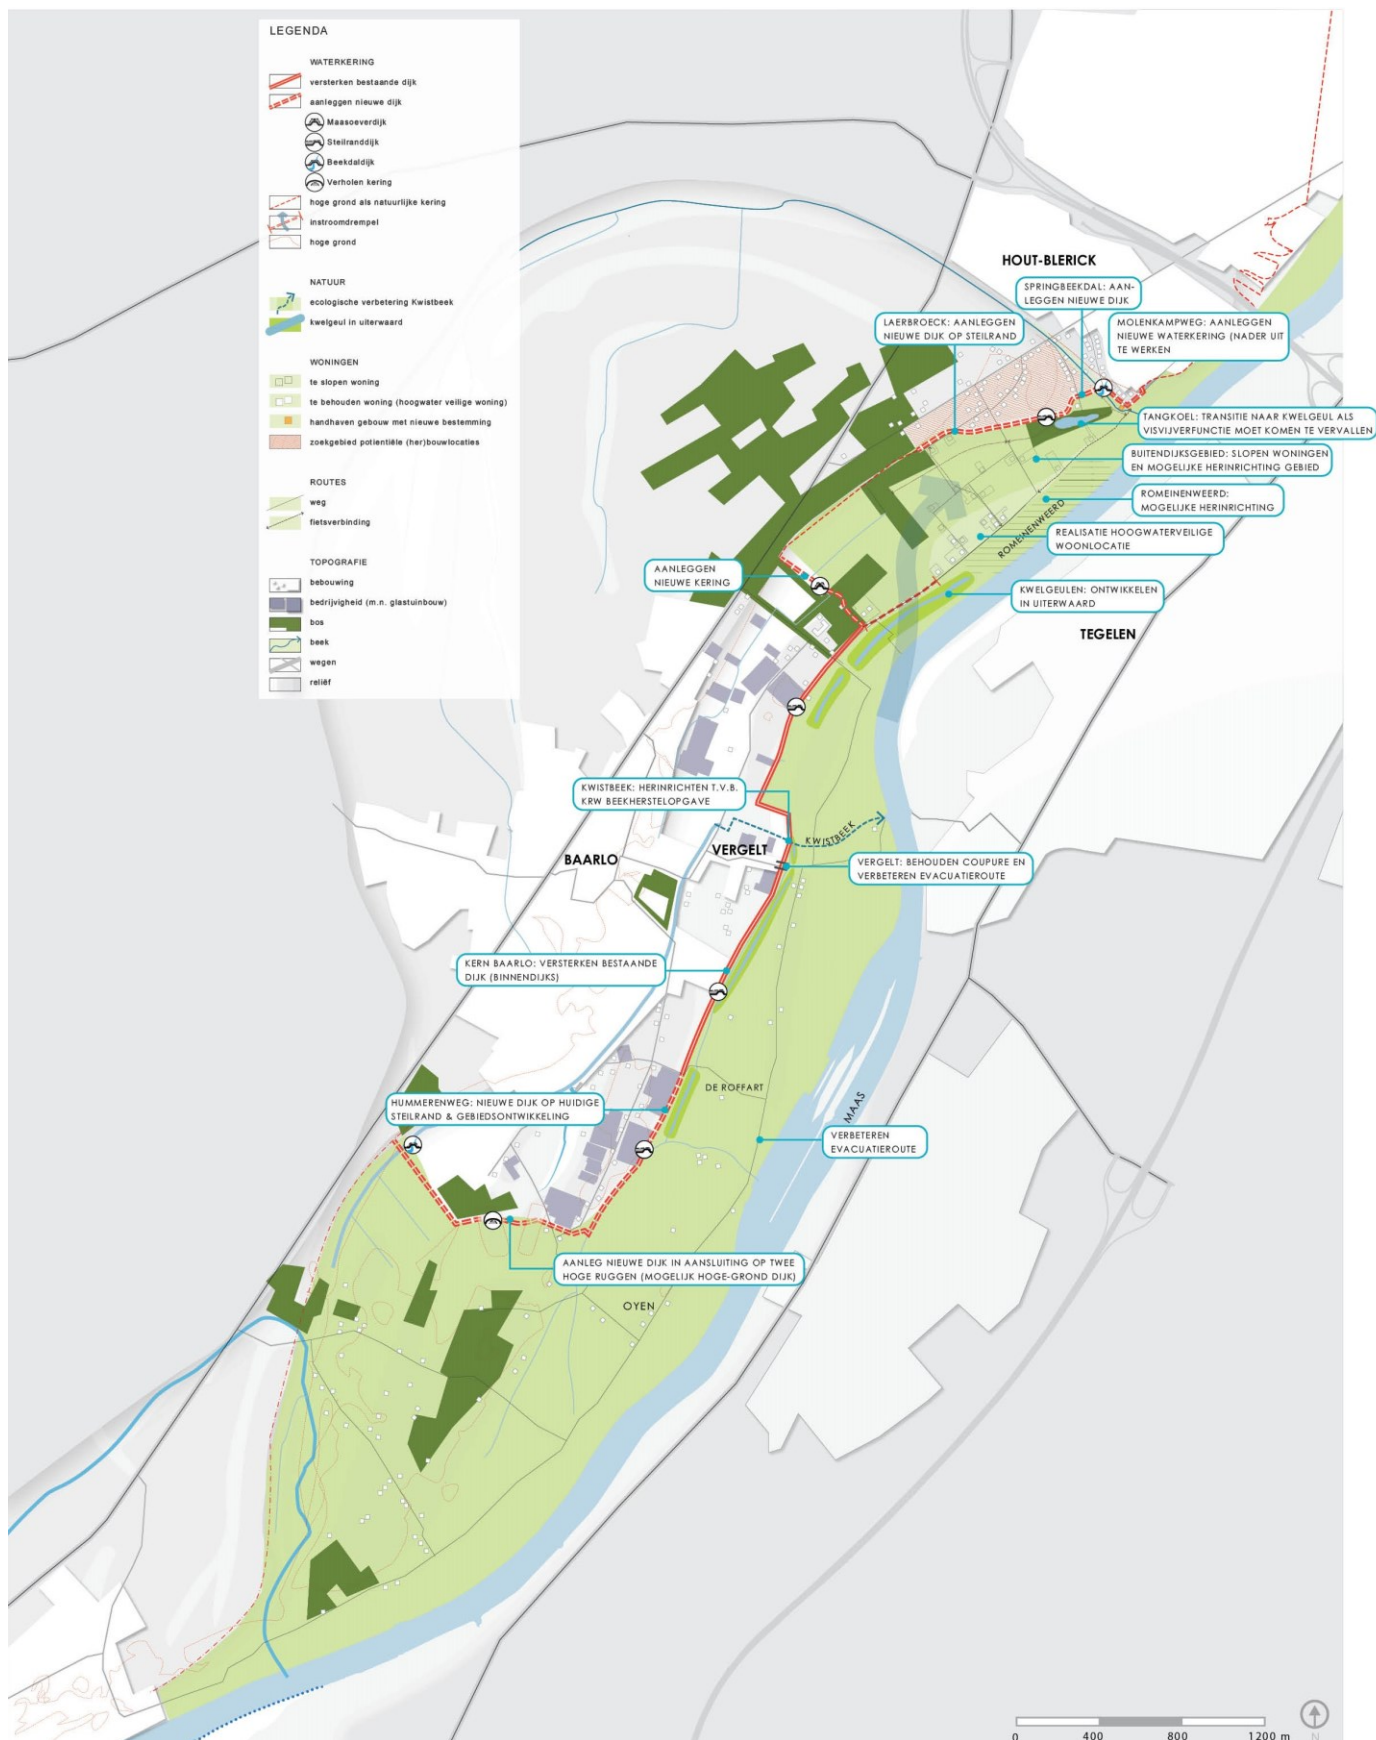 LEGENDA
WATERKERING
versterken bestaande dijk
aanleggen nieuwe dijk
Maasoeverdijk
Steilranddijk
Beekdaldijk
Verholen kering
hoge grond als natuurlijke kering
instroomdrempel
hoge grond
NATUUR
ecologische verbetering Kwistbeek
kwelgeul in uiterwaard
WONINGEN
te slopen woning
te behouden woning (hoogwater veilige woning)
handhaven gebouw met nieuwe bestemming
zoekgebied potentiële (her)bouwlocaties
ROUTES
weg
fietsverbinding
TOPOGRAFIE
bebouwing
bedrijvigheid (m.n. glastuinbouw)
bos
beek
wegen
reliëf
HOUT-BLERICK
SPRINGBEEKDAL: AAN-
LEGGEN NIEUWE DIJK
LAERBROECK: AANLEGGEN
NIEUWE DIJK OP STEILRAND
MOLENKAMPWEG: AANLEGGEN
NIEUWE WATERKERING (NADER UIT
TE WERKEN
TANGKOEL: TRANSITIE NAAR KWELGEUL ALS
VISVIJVERFUNCTIE MOET KOMEN TE VERVALLEN
BUITENDIJKSGEBIED: SLOPEN WONINGEN
EN MOGELIJKE HERINRICHTING GEBIED
ROMEINENWEERD:
MOGELIJKE HERINRICHTING
ROMEINENWEERD
REALISATIE HOOGWATERVEILIGE
WOONLOCATIE
AANLEGGEN
NIEUWE KERING
KWELGEULEN: ONTWIKKELEN
IN UITERWAARD
TEGELEN
KWISTBEEK: HERINRICHTEN T.V.B.
KRW BEEKHERSTELOPGAVE
KWISTBEEK
BAARLO
VERGELT
VERGELT: BEHOUDEN COUPURE EN
VERBETEREN EVACUATIEROUTE
KERN BAARLO: VERSTERKEN BESTAANDE
DIJK (BINNENDIJKS)
DE ROFFART
HUMMERENWEG: NIEUWE DIJK OP HUIDIGE
STEILRAND & GEBIEDSONTWIKKELING
MAAS
VERBETEREN
EVACUATIEROUTE
AANLEG NIEUWE DIJK IN AANSLUITING OP TWEE
HOGE RUGGEN (MOGELIJK HOGE-GROND DIJK)
OYEN
0 400 800 1200 m
N